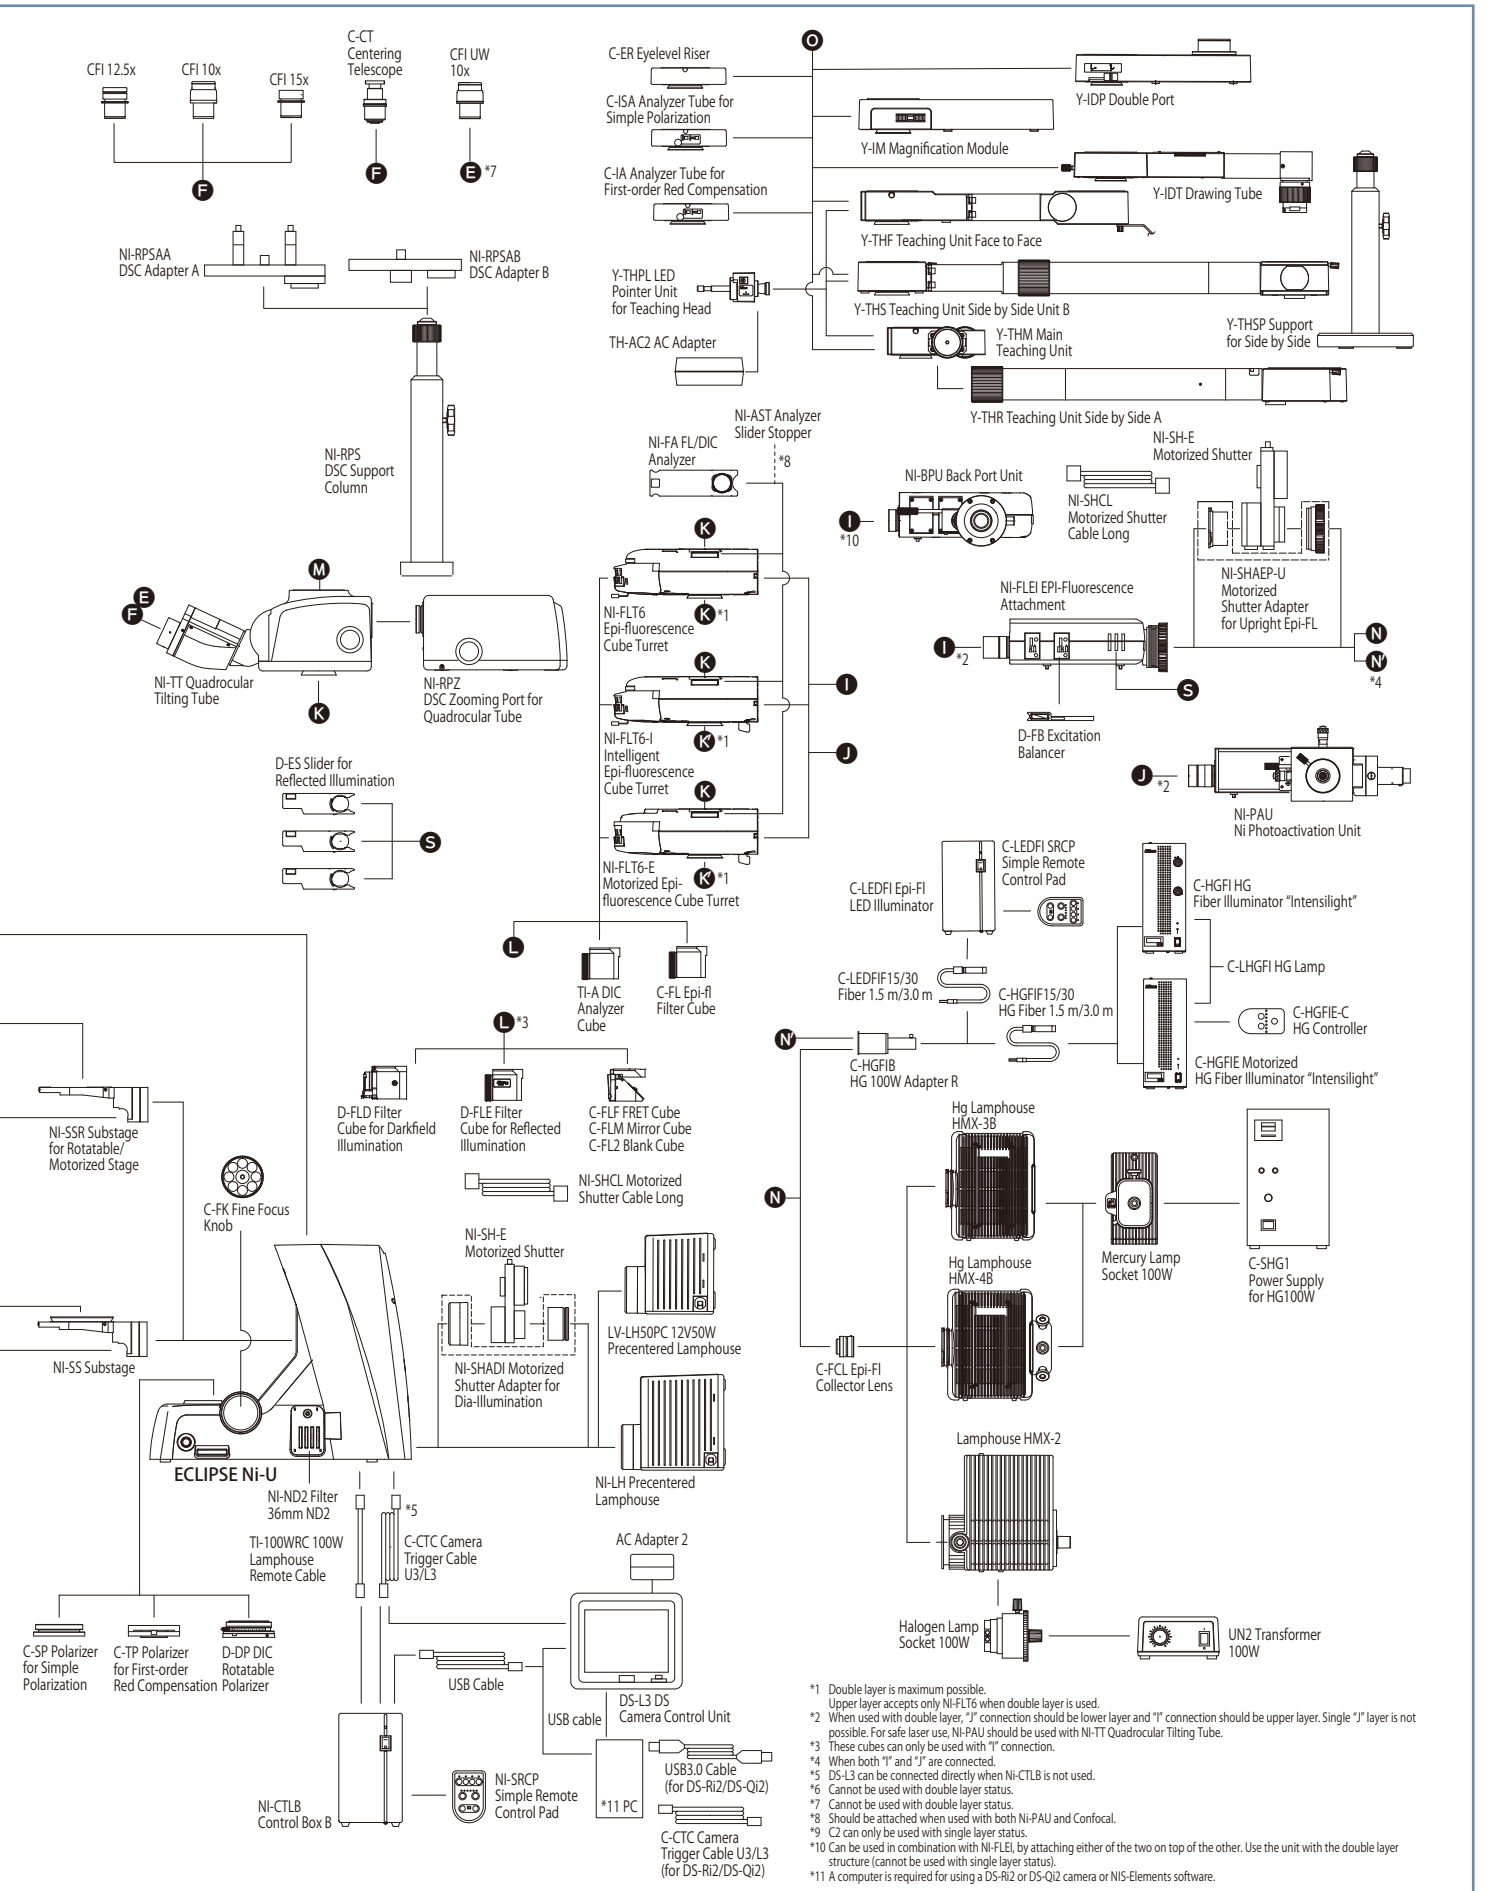 CFI 12.5x
CFI 10x
CFI 15x
C-CT
Centering
Telescope
CFI UW
10x
F
F
E *7
NI-RPSAA
DSC Adapter A
NI-RPSAB
DSC Adapter B
NI-RPS
DSC Support
Column
M
E
F
NI-TT Quadrocular
Tilting Tube
K
NI-RPZ
DSC Zooming Port for
Quadrocular Tube
D-ES Slider for
Reflected Illumination
S
C-ER Eyelevel Riser
C-ISA Analyzer Tube for
Simple Polarization
C-IA Analyzer Tube for
First-order Red Compensation
O
Y-IDP Double Port
Y-IM Magnification Module
Y-IDT Drawing Tube
Y-THF Teaching Unit Face to Face
Y-THPL LED
Pointer Unit
for Teaching Head
Y-THS Teaching Unit Side by Side Unit B
TH-AC2 AC Adapter
Y-THM Main
Teaching Unit
Y-THSP Support
for Side by Side
Y-THR Teaching Unit Side by Side A
NI-AST Analyzer
Slider Stopper
*8
NI-FA FL/DIC
Analyzer
K
NI-FLT6
Epi-fluorescence
Cube Turret
K *1
K
NI-FLT6-I
Intelligent
Epi-fluorescence
Cube Turret
K' *1
K
NI-FLT6-E
Motorized Epi-
fluorescence Cube Turret
K' *1
I
J
L
TI-A DIC
Analyzer
Cube
C-FL Epi-fl
Filter Cube
NI-BPU Back Port Unit
I
*10
NI-SHCL
Motorized Shutter
Cable Long
NI-SH-E
Motorized Shutter
NI-SHAEP-U
Motorized
Shutter Adapter
for Upright Epi-FL
NI-FLEI EPI-Fluorescence
Attachment
I *2
S
N
N'
*4
D-FB Excitation
Balancer
J *2
NI-PAU
Ni Photoactivation Unit
C-LEDFI SRCP
Simple Remote
Control Pad
C-LEDFI Epi-Fl
LED Illuminator
C-HGFI HG
Fiber Illuminator "Intensilight"
C-LHGFI HG Lamp
C-LEDFIF15/30
Fiber 1.5 m/3.0 m
C-HGFIF15/30
HG Fiber 1.5 m/3.0 m
C-HGFIE-C
HG Controller
N'
C-HGFIB
HG 100W Adapter R
C-HGFIE Motorized
HG Fiber Illuminator "Intensilight"
L *3
D-FLD Filter
Cube for Darkfield
Illumination
D-FLE Filter
Cube for Reflected
Illumination
C-FLF FRET Cube
C-FLM Mirror Cube
C-FL2 Blank Cube
NI-SSR Substage
for Rotatable/
Motorized Stage
C-FK Fine Focus
Knob
NI-SHCL Motorized
Shutter Cable Long
NI-SH-E
Motorized Shutter
NI-SHADI Motorized
Shutter Adapter for
Dia-Illumination
LV-LH50PC 12V50W
Precentered Lamphouse
NI-LH Precentered
Lamphouse
NI-SS Substage
ECLIPSE Ni-U
NI-ND2 Filter
36mm ND2
*5
TI-100WRC 100W
Lamphouse
Remote Cable
C-CTC Camera
Trigger Cable
U3/L3
N
Hg Lamphouse
HMX-3B
Mercury Lamp
Socket 100W
C-SHG1
Power Supply
for HG100W
Hg Lamphouse
HMX-4B
C-FCL Epi-Fl
Collector Lens
Lamphouse HMX-2
Halogen Lamp
Socket 100W
UN2 Transformer
100W
C-SP Polarizer
for Simple
Polarization
C-TP Polarizer
for First-order
Red Compensation
D-DP DIC
Rotatable
Polarizer
AC Adapter 2
USB Cable
USB cable
DS-L3 DS
Camera Control Unit
NI-CTLB
Control Box B
NI-SRCP
Simple Remote
Control Pad
*11 PC
USB3.0 Cable
(for DS-Ri2/DS-Qi2)
C-CTC Camera
Trigger Cable U3/L3
(for DS-Ri2/DS-Qi2)
*1 Double layer is maximum possible.
Upper layer accepts only NI-FLT6 when double layer is used.
*2 When used with double layer, "J" connection should be lower layer and "I" connection should be upper layer. Single "J" layer is not
possible. For safe laser use, NI-PAU should be used with NI-TT Quadrocular Tilting Tube.
*3 These cubes can only be used with "I" connection.
*4 When both "I" and "J" are connected.
*5 DS-L3 can be connected directly when Ni-CTLB is not used.
*6 Cannot be used with double layer status.
*7 Cannot be used with double layer status.
*8 Should be attached when used with both Ni-PAU and Confocal.
*9 C2 can only be used with single layer status.
*10 Can be used in combination with NI-FLEI, by attaching either of the two on top of the other. Use the unit with the double layer
structure (cannot be used with single layer status).
*11 A computer is required for using a DS-Ri2 or DS-Qi2 camera or NIS-Elements software.